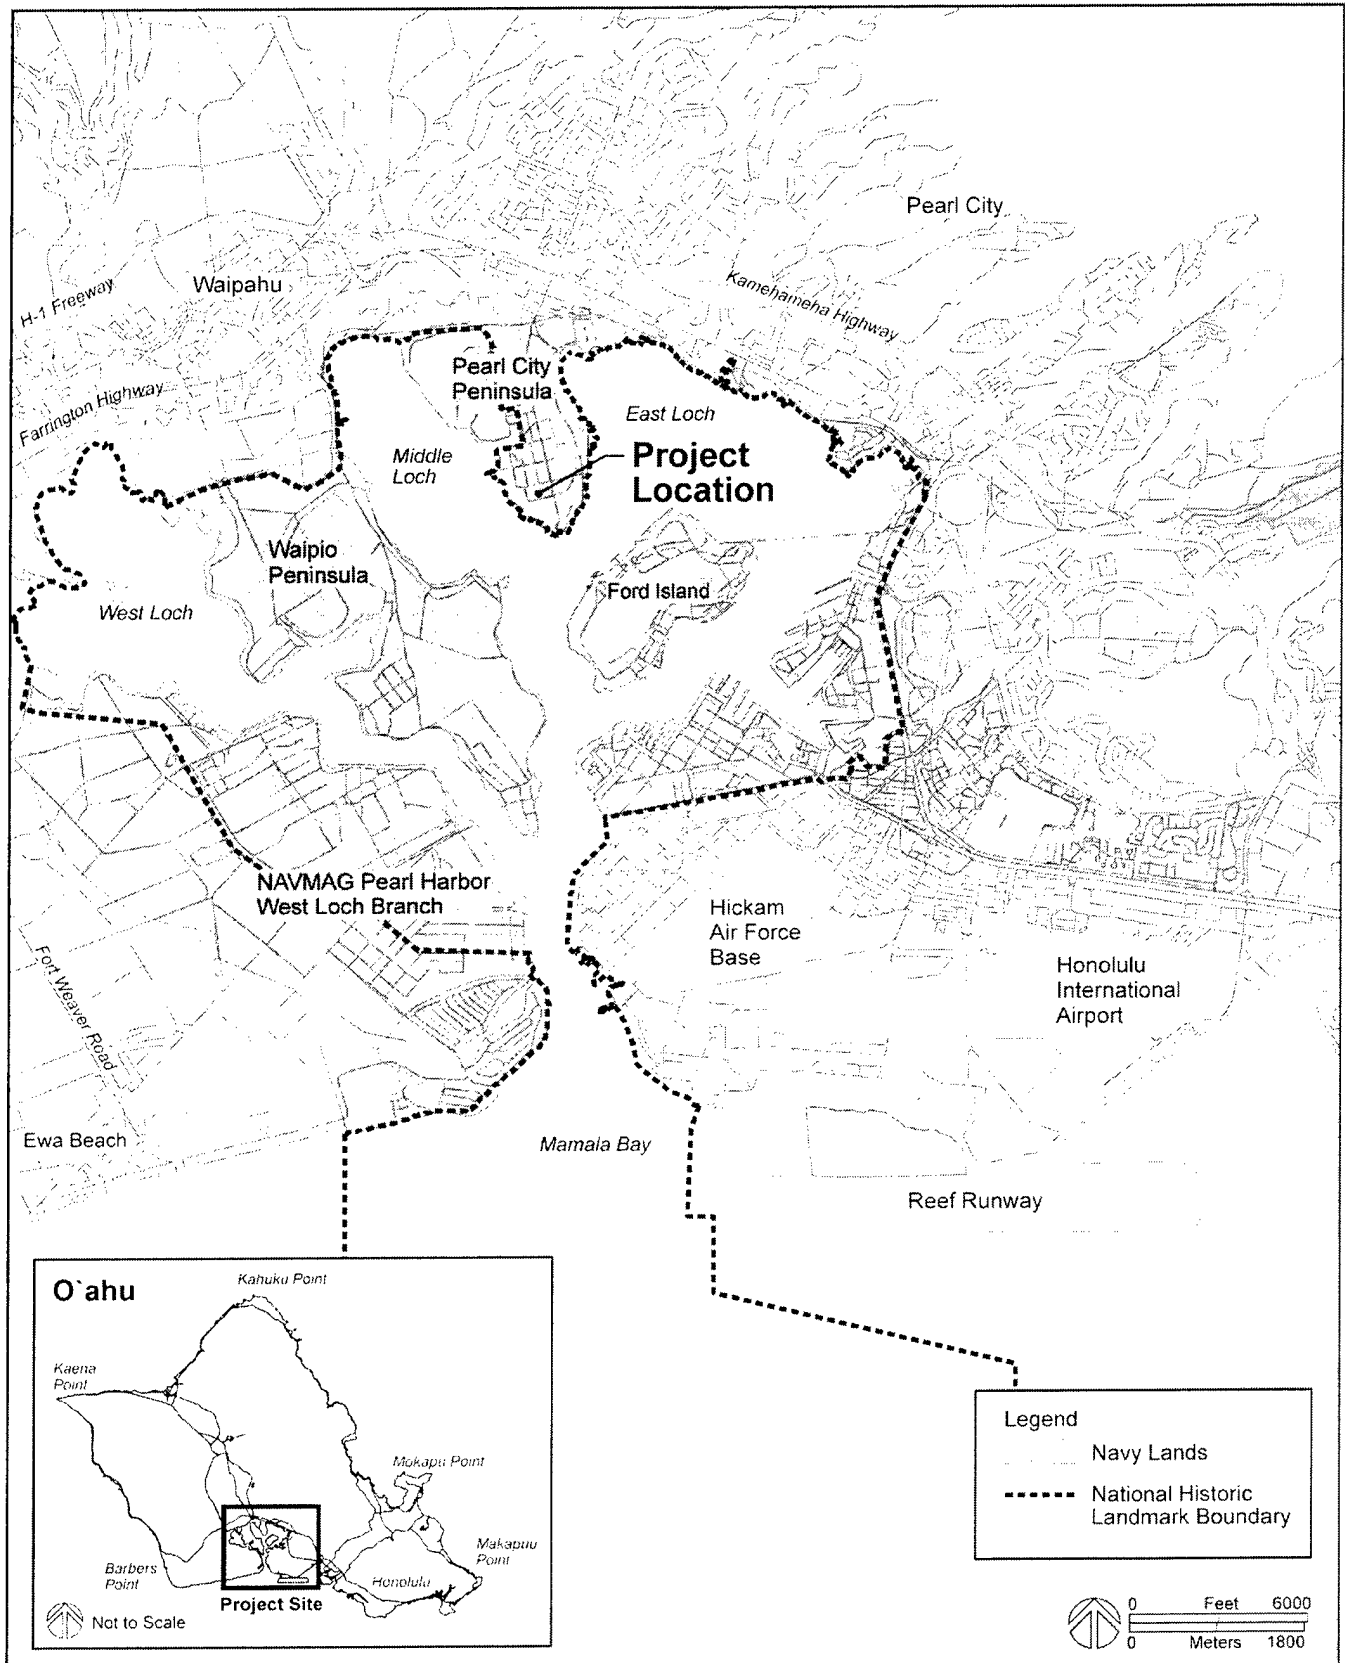 Pearl City
Waipahu
H-1 Freeway
Kamehameha Highway
Pearl City
Peninsula
Farrington Highway
East Loch
Middle
Loch
Project
Location
Waipio
Peninsula
Ford Island
West Loch
NAVMAG Pearl Harbor
West Loch Branch
Hickam
Air Force
Base
Honolulu
International
Airport
Fort Weaver Road
Ewa Beach
Mamala Bay
Reef Runway
O`ahu
Kahuku Point
Kaena
Point
Mokapu Point
Makapuu
Point
Barbers
Point
Honolulu
Project Site
Not to Scale
Legend
Navy Lands
National Historic
Landmark Boundary
0 Feet 6000
0 Meters 1800